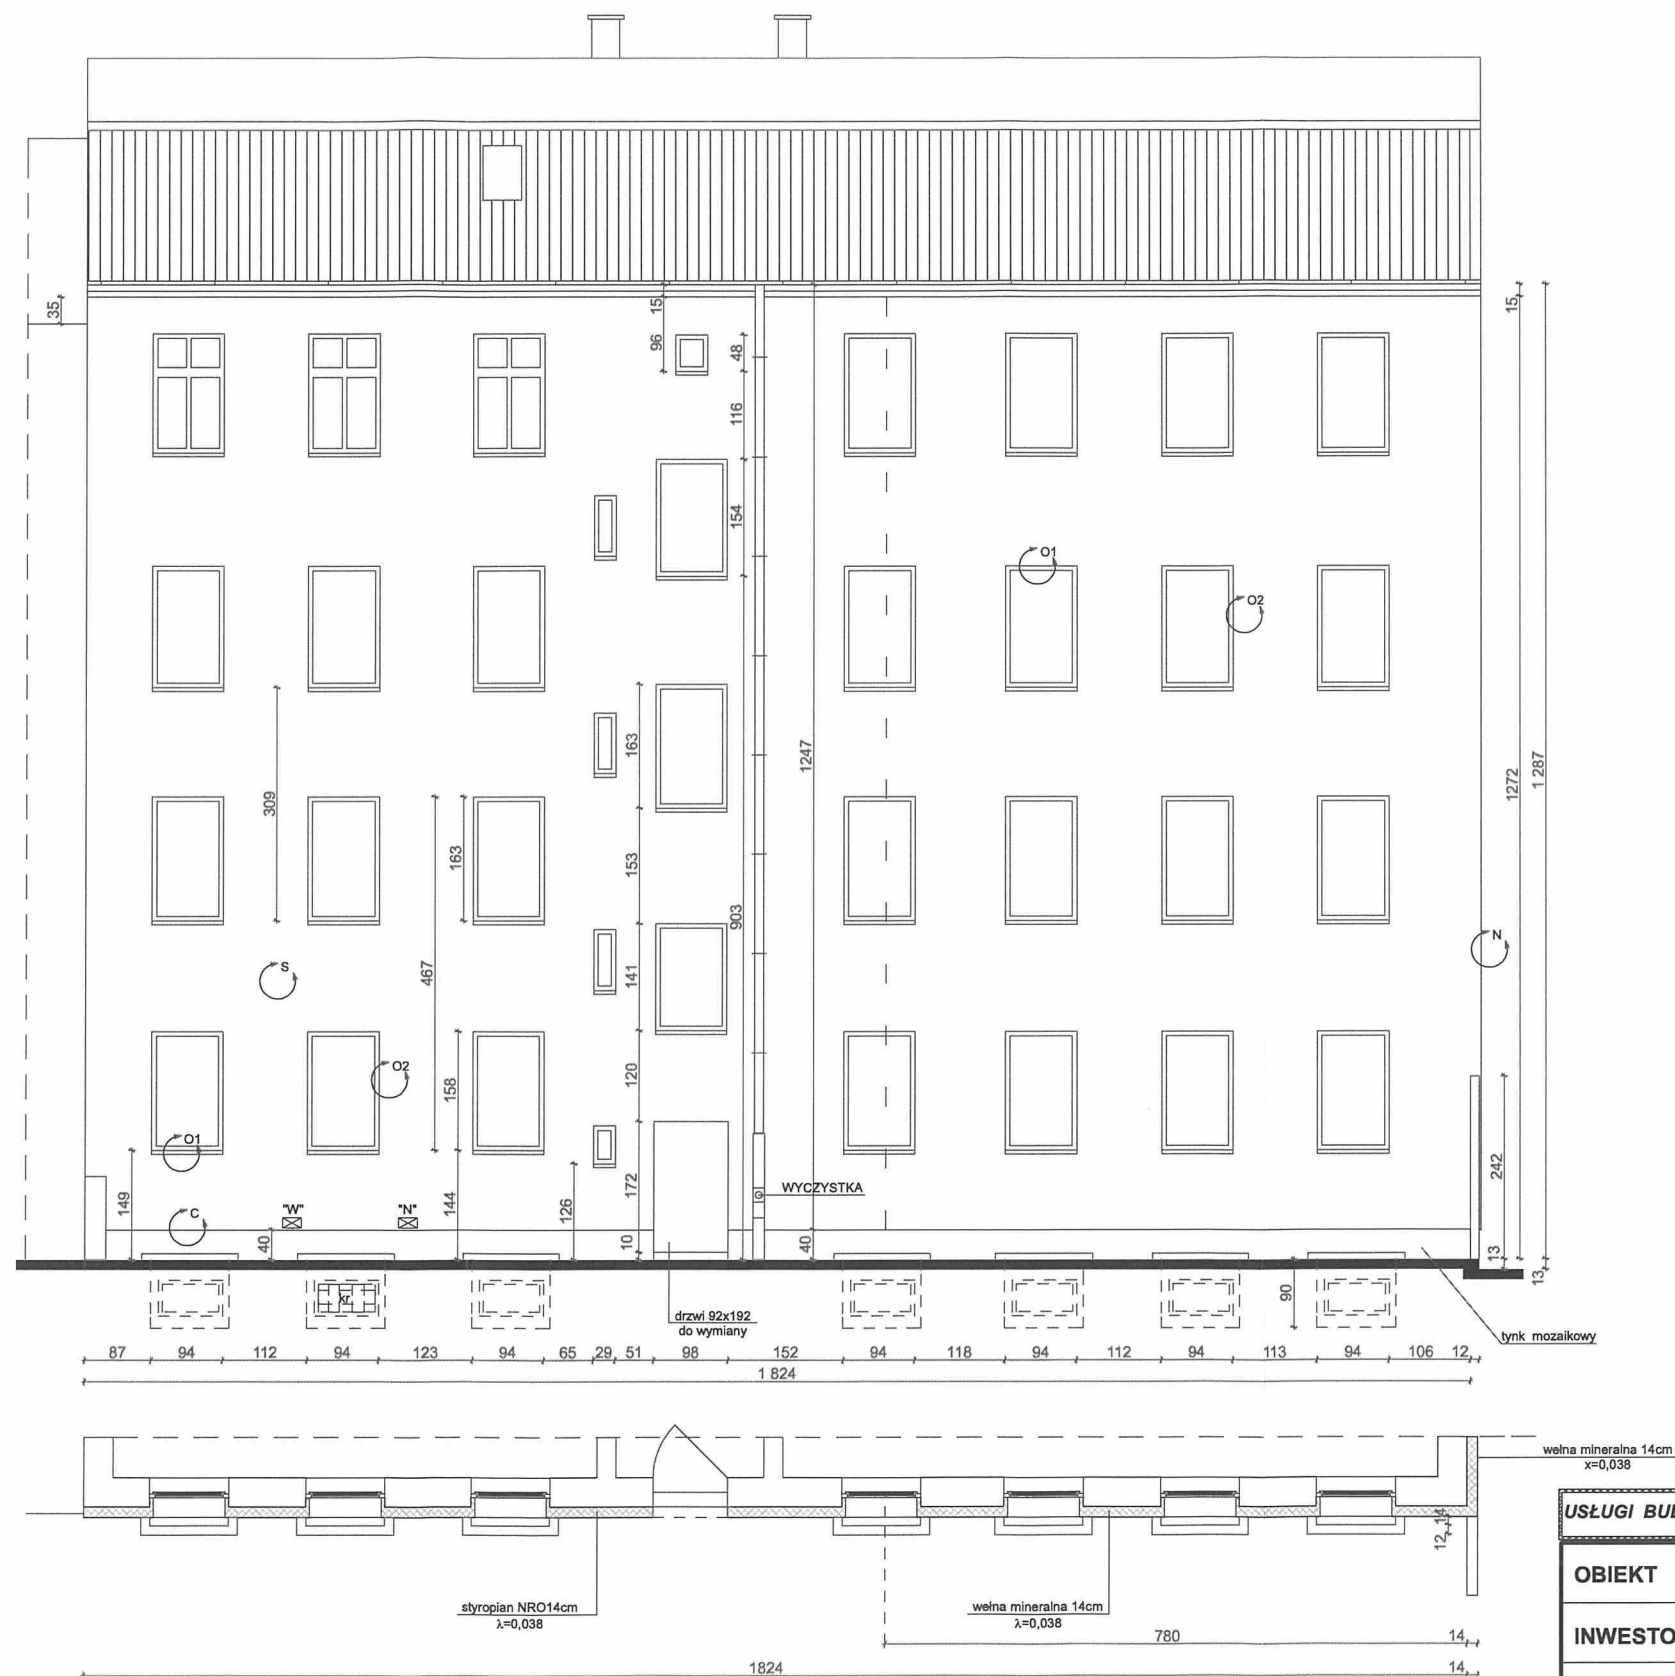 35
15
96
48
116
154
15
O1
O2
309
163
163
1247
1272
1 287
153
903
467
141
S
N
O2
158
120
O1
149
C
"W"
"N"
144
126
172
WYCZYSTKA
242
40
10
40
13
13
kr
90
drzwi 92x192
do wymiany
tynk mozaikowy
87 94 112 94 123 94 65 29 51 98 152 94 118 94 112 94 113 94 106 12
1 824
wełna mineralna 14cm
x=0,038
14
12
USŁUGI BU
OBIEKT
styropian NRO14cm
λ=0,038
wełna mineralna 14cm
λ=0,038
INWESTO
780 14
1824 14